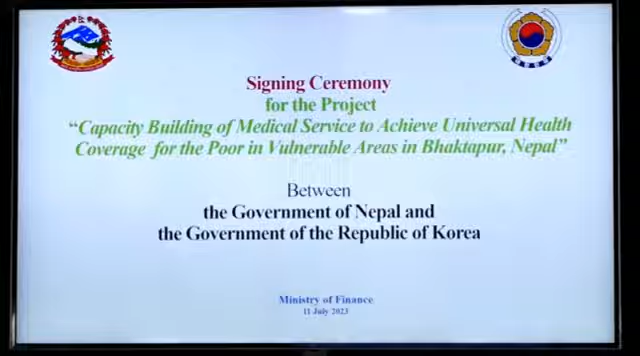 Signing Ceremony
for the Project
“Capacity Building of Medical Service to Achieve Universal Health
Coverage for the Poor in Vulnerable Areas in Bhaktapur, Nepal”
Between
the Government of Nepal and
the Government of the Republic of Korea
Ministry of Finance
11 July 2023